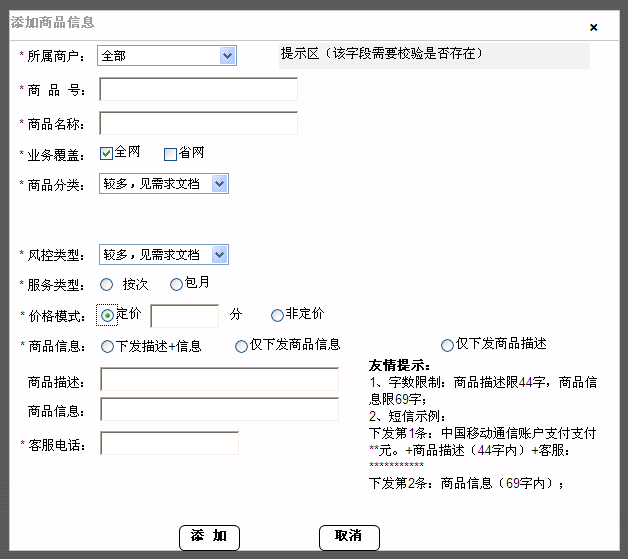 添加商品信息 ×
* 所属商户： 全部 提示区（该字段需要校验是否存在）
* 商 品 号：
* 商品名称：
* 业务覆盖： 全网 省网
* 商品分类： 较多，见需求文档
* 风控类型： 较多，见需求文档
* 服务类型： 按次 包月
* 价格模式： 定价 分 非定价
* 商品信息： 下发描述+信息 仅下发商品信息 仅下发商品描述
商品描述：
商品信息：
* 客服电话：
友情提示：
1、字数限制：商品描述限44字，商品信
息限69字；
2、短信示例：
下发第1条：中国移动通信账户支付支付
**元。+商品描述（44字内）+客服：
***********
下发第2条：商品信息（69字内）；
添 加 取消